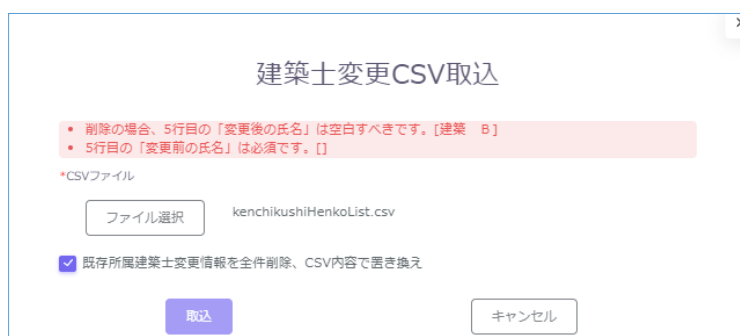 建築士変更CSV取込
• 削除の場合、5行目の「変更後の氏名」は空白すべきです。[建築　B]
• 5行目の「変更前の氏名」は必須です。[]
*CSVファイル
ファイル選択 kenchikushiHenkoList.csv
既存所属建築士変更情報を全件削除、CSV内容で置き換え
取込 キャンセル